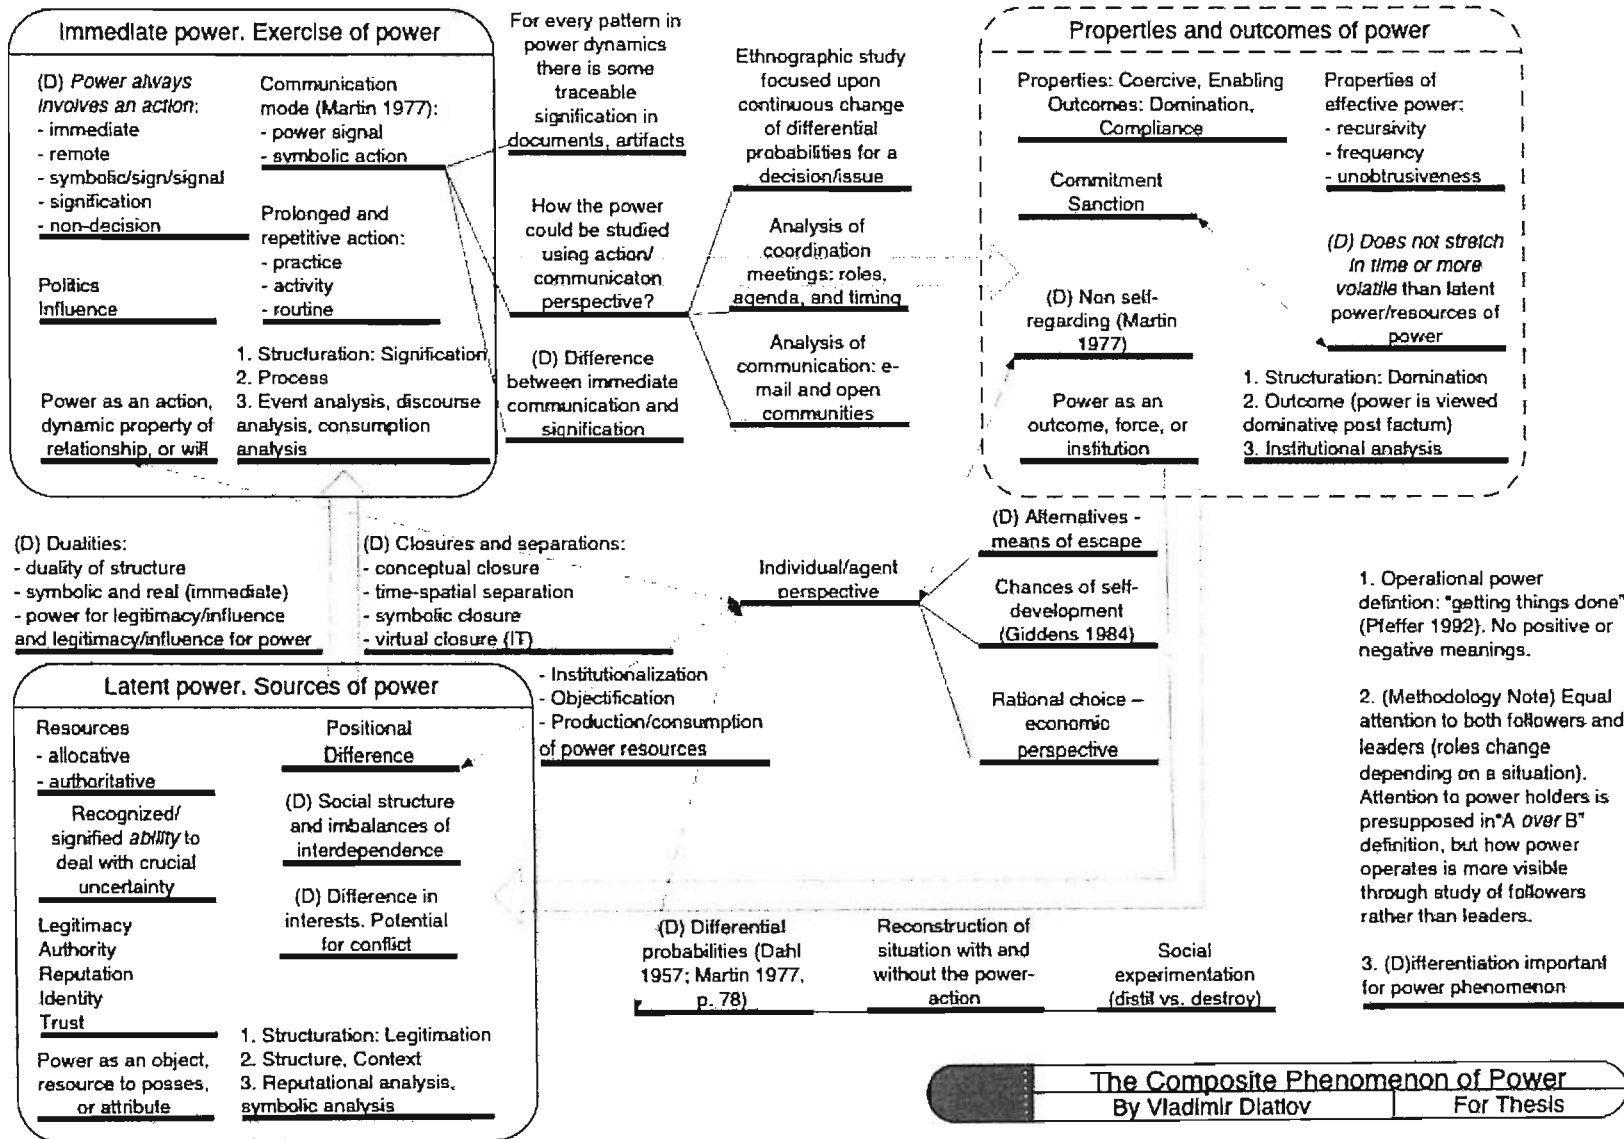 Immediate power. Exercise of power
(D) Power always
involves an action:
- immediate
- remote
- symbolic/sign/signal
- signification
- non-decision
Communication
mode (Martin 1977):
- power signal
- symbolic action
Prolonged and
repetitive action:
- practice
- activity
- routine
Politics
Influence
1. Structuration: Signification
2. Process
3. Event analysis, discourse
analysis, consumption
analysis
Power as an action,
dynamic property of
relationship, or will
For every pattern in
power dynamics
there is some
traceable
signification in
documents, artifacts
How the power
could be studied
using action/
communicaton
perspective?
(D) Difference
between immediate
communication and
signification
Ethnographic study
focused upon
continuous change
of differential
probabilities for a
decision/issue
Analysis of
coordination
meetings: roles,
agenda, and timing
Analysis of
communication: e-
mail and open
communities
Properties and outcomes of power
Properties: Coercive, Enabling
Outcomes: Domination,
Compliance
Properties of
effective power:
- recursivity
- frequency
- unobtrusiveness
Commitment
Sanction
(D) Does not stretch
in time or more
volatile than latent
power/resources of
power
(D) Non self-
regarding (Martin
1977)
Power as an
outcome, force, or
institution
1. Structuration: Domination
2. Outcome (power is viewed
dominative post factum)
3. Institutional analysis
(D) Dualities:
- duality of structure
- symbolic and real (immediate)
- power for legitimacy/influence
and legitimacy/influence for power
(D) Closures and separations:
- conceptual closure
- time-spatial separation
- symbolic closure
- virtual closure (IT)
Individual/agent
perspective
(D) Alternatives -
means of escape
Chances of self-
development
(Giddens 1984)
Rational choice –
economic
perspective
- Institutionalization
- Objectification
- Production/consumption
of power resources
Latent power. Sources of power
Resources
- allocative
- authoritative
Positional
Difference
Recognized/
signified ability to
deal with crucial
uncertainty
(D) Social structure
and imbalances of
interdependence
(D) Difference in
interests. Potential
for conflict
Legitimacy
Authority
Reputation
Identity
Trust
1. Structuration: Legitimation
2. Structure, Context
3. Reputational analysis,
symbolic analysis
Power as an object,
resource to posses,
or attribute
(D) Differential
probabilities (Dahl
1957; Martin 1977,
p. 78)
Reconstruction of
situation with and
without the power-
action
Social
experimentation
(distil vs. destroy)
1. Operational power
defintion: "getting things done"
(Pfeffer 1992). No positive or
negative meanings.
2. (Methodology Note) Equal
attention to both followers and
leaders (roles change
depending on a situation).
Attention to power holders is
presupposed in"A over B"
definition, but how power
operates is more visible
through study of followers
rather than leaders.
3. (D)ifferentiation important
for power phenomenon
The Composite Phenomenon of Power
By Vladimir Diatlov
For Thesis